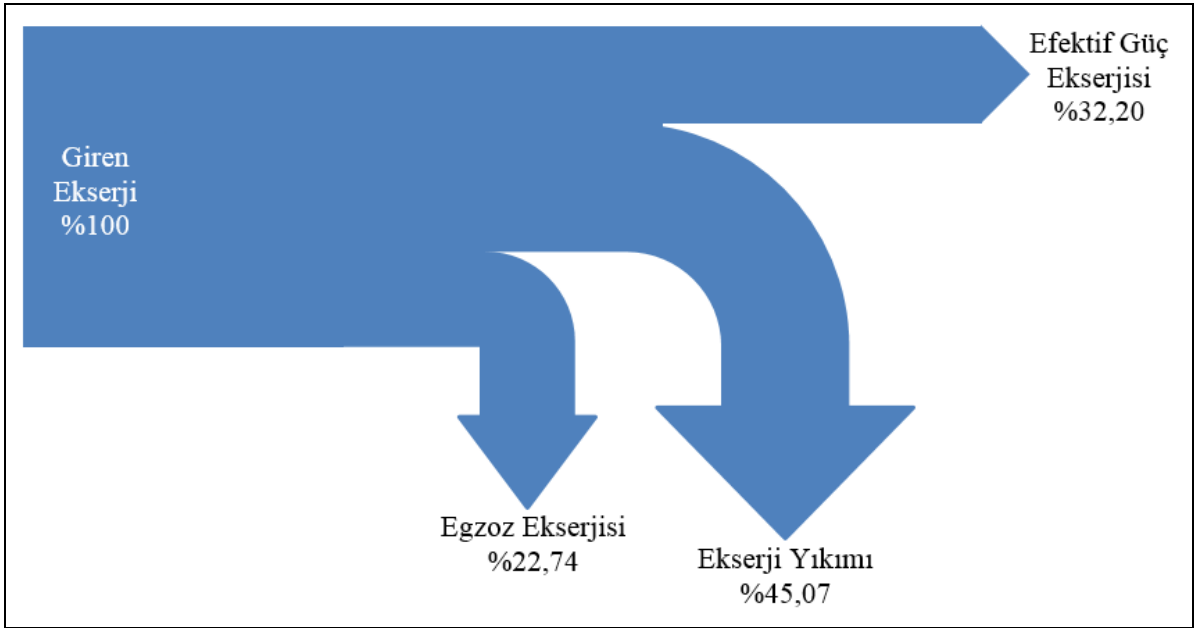 Efektif Güç
Ekserjisi
%32,20
Giren
Ekserji
%100
Egzoz Ekserjisi
%22,74
Ekserji Yıkımı
%45,07